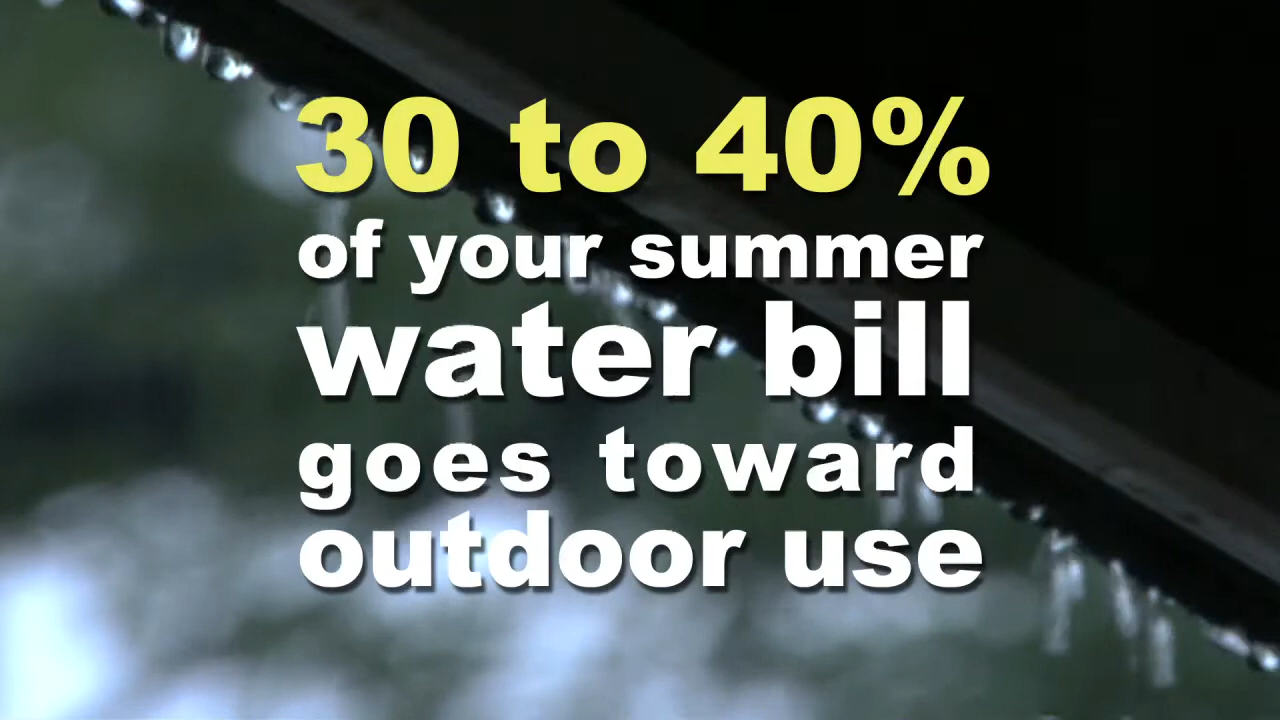 30 to 40%
of your summer
water bill
goes toward
outdoor use